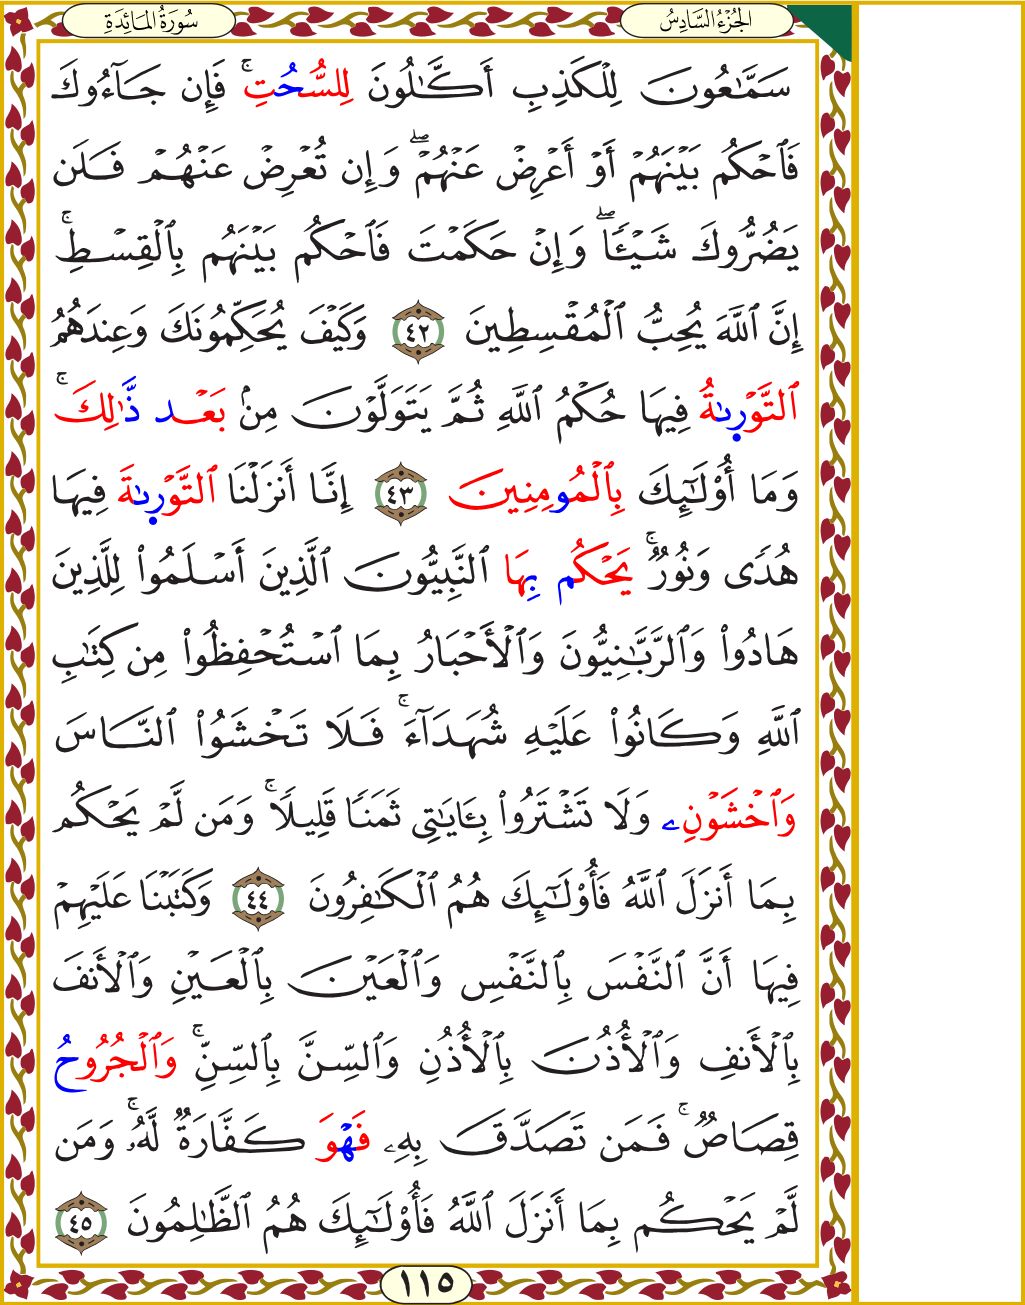 الجُزْءُ السَّادِسُ
سُورَةُ المَائِدَةِ
سَمَّٰعُونَ لِلۡكَذِبِ أَكَّٰلُونَ لِلسُّحُتِۚ فَإِن جَآءُوكَ
فَٱحۡكُم بَيۡنَهُمۡ أَوۡ أَعۡرِضۡ عَنۡهُمۡۖ وَإِن تُعۡرِضۡ عَنۡهُمۡ فَلَن
يَضُرُّوكَ شَيۡـٔٗاۖ وَإِنۡ حَكَمۡتَ فَٱحۡكُم بَيۡنَهُم بِٱلۡقِسۡطِۚ
إِنَّ ٱللَّهَ يُحِبُّ ٱلۡمُقۡسِطِينَ ٤٢ وَكَيۡفَ يُحَكِّمُونَكَ وَعِندَهُمُ
ٱلتَّوۡرٜىٰةُ فِيهَا حُكۡمُ ٱللَّهِ ثُمَّ يَتَوَلَّوۡنَ مِنۢ بَعۡد ذَّٰلِكَۚ
وَمَآ أُوْلَٰٓئِكَ بِٱلۡمُومِنِينَ ٤٣ إِنَّآ أَنزَلۡنَا ٱلتَّوۡرٜىٰةَ فِيهَا
هُدٗى وَنُورٞۚ يَحۡكُم بِهَا ٱلنَّبِيُّونَ ٱلَّذِينَ أَسۡلَمُواْ لِلَّذِينَ
هَادُواْ وَٱلرَّبَّٰنِيُّونَ وَٱلۡأَحۡبَارُ بِمَا ٱسۡتُحۡفِظُواْ مِن كِتَٰبِ
ٱللَّهِ وَكَانُواْ عَلَيۡهِ شُهَدَآءَۚ فَلَا تَخۡشَوُاْ ٱلنَّاسَ
وَٱخۡشَوۡنِۦ وَلَا تَشۡتَرُواْ بِـَٔايَٰتِي ثَمَنٗا قَلِيلٗاۚ وَمَن لَّمۡ يَحۡكُم
بِمَآ أَنزَلَ ٱللَّهُ فَأُوْلَٰٓئِكَ هُمُ ٱلۡكَٰفِرُونَ ٤٤ وَكَتَبۡنَا عَلَيۡهِمۡ
فِيهَآ أَنَّ ٱلنَّفۡسَ بِٱلنَّفۡسِ وَٱلۡعَيۡنَ بِٱلۡعَيۡنِ وَٱلۡأَنفَ
بِٱلۡأَنفِ وَٱلۡأُذُنَ بِٱلۡأُذُنِ وَٱلسِّنَّ بِٱلسِّنِّۚ وَٱلۡجُرُوحُ
قِصَاصٞۚ فَمَن تَصَدَّقَ بِهِۦ فَهۡوَ كَفَّارَةٞ لَّهُۥۚ وَمَن
لَّمۡ يَحۡكُم بِمَآ أَنزَلَ ٱللَّهُ فَأُوْلَٰٓئِكَ هُمُ ٱلظَّٰلِمُونَ ٤٥
١١٥